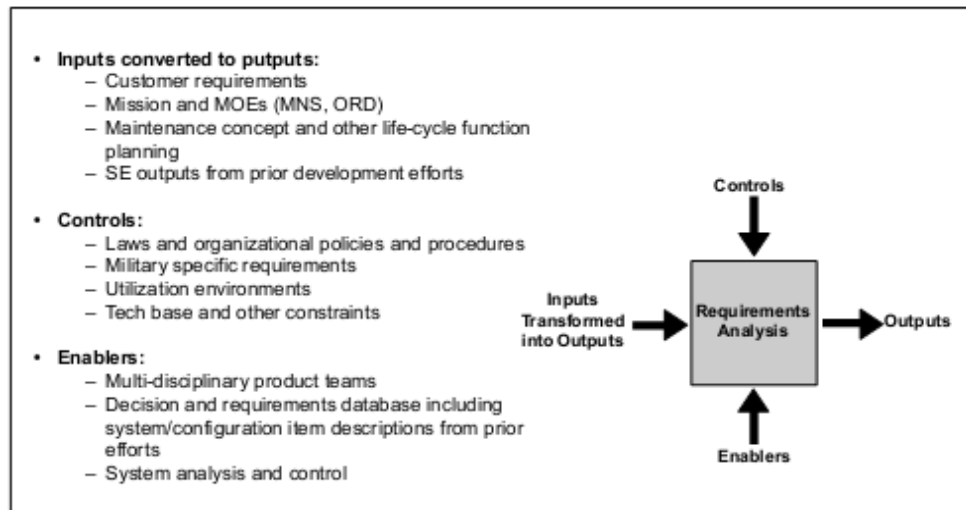 • Inputs converted to putputs:
– Customer requirements
– Mission and MOEs (MNS, ORD)
– Maintenance concept and other life-cycle function
planning
– SE outputs from prior development efforts
• Controls:
– Laws and organizational policies and procedures
– Military specific requirements
– Utilization environments
– Tech base and other constraints
• Enablers:
– Multi-disciplinary product teams
– Decision and requirements database including
system/configuration item descriptions from prior
efforts
– System analysis and control
Controls
Inputs
Transformed
into Outputs
Requirements
Analysis
Outputs
Enablers